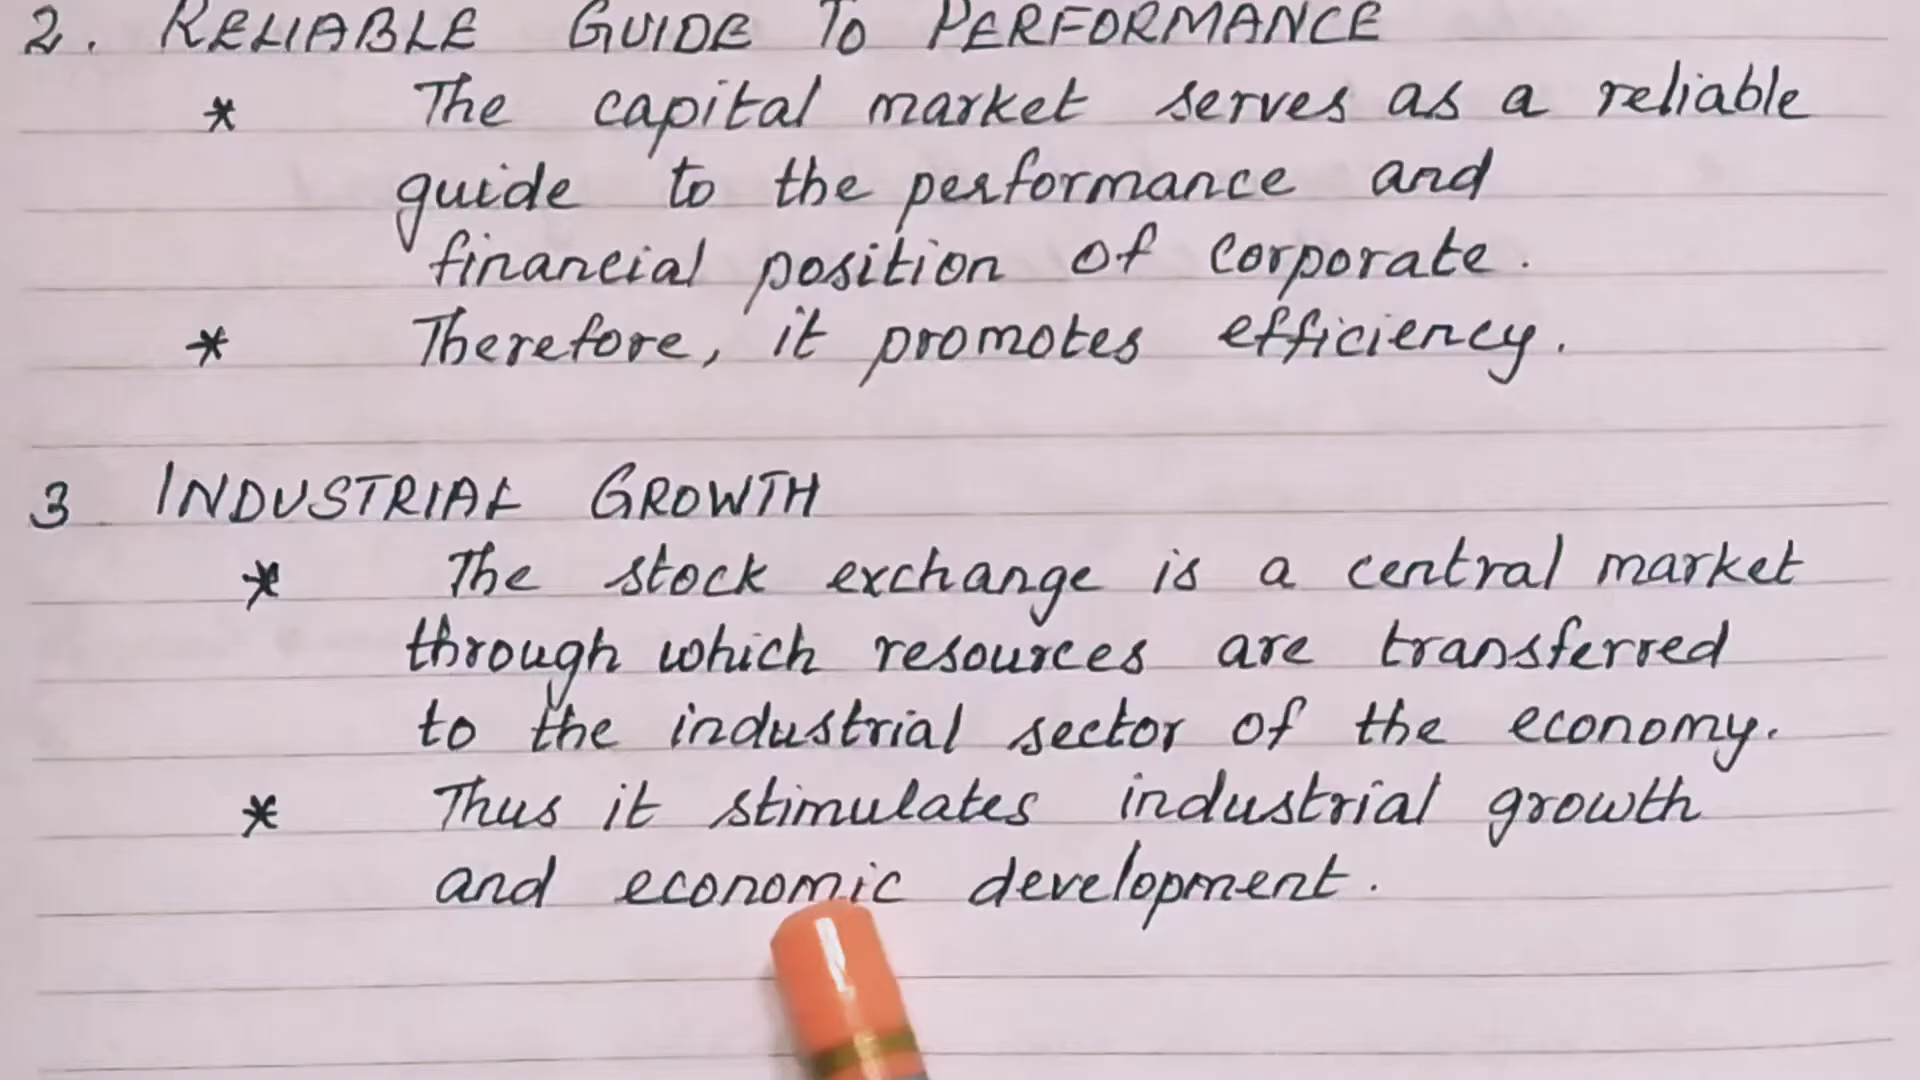 2. RELIABLE GUIDE TO PERFORMANCE
* The capital market serves as a reliable
guide to the performance and
financial position of corporate.
* Therefore, it promotes efficiency.
3 INDUSTRIAL GROWTH
* The stock exchange is a central market
through which resources are transferred
to the industrial sector of the economy.
* Thus it stimulates industrial growth
and economic development.